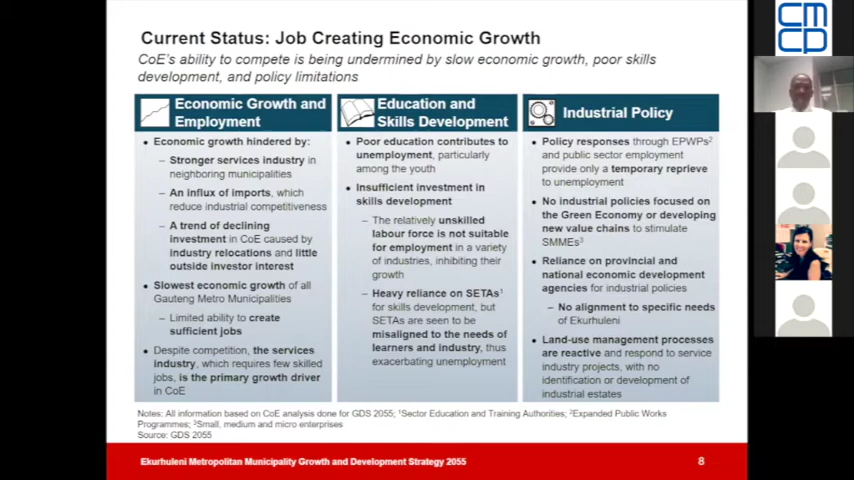 CMCP
Current Status: Job Creating Economic Growth
CoE's ability to compete is being undermined by slow economic growth, poor skills
development, and policy limitations
Economic Growth and
Employment
• Economic growth hindered by:
– Stronger services industry in
neighboring municipalities
– An influx of imports, which
reduce industrial competitiveness
– A trend of declining
investment in CoE caused by
industry relocations and little
outside investor interest
• Slowest economic growth of all
Gauteng Metro Municipalities
– Limited ability to create
sufficient jobs
• Despite competition, the services
industry, which requires few skilled
jobs, is the primary growth driver
in CoE
Education and
Skills Development
• Poor education contributes to
unemployment, particularly
among the youth
• Insufficient investment in
skills development
– The relatively unskilled
labour force is not suitable
for employment in a variety
of industries, inhibiting their
growth
– Heavy reliance on SETAs¹
for skills development, but
SETAs are seen to be
misaligned to the needs of
learners and industry, thus
exacerbating unemployment
Industrial Policy
• Policy responses through EPWPs²
and public sector employment
provide only a temporary reprieve
to unemployment
• No industrial policies focused on
the Green Economy or developing
new value chains to stimulate
SMMEs³
• Reliance on provincial and
national economic development
agencies for industrial policies
– No alignment to specific needs
of Ekurhuleni
• Land-use management processes
are reactive and respond to service
industry projects, with no
identification or development of
industrial estates
Notes: All information based on CoE analysis done for GDS 2055; ¹Sector Education and Training Authorities; ²Expanded Public Works
Programmes; ³Small, medium and micro enterprises
Source: GDS 2055
Ekurhuleni Metropolitan Municipality Growth and Development Strategy 2055
8